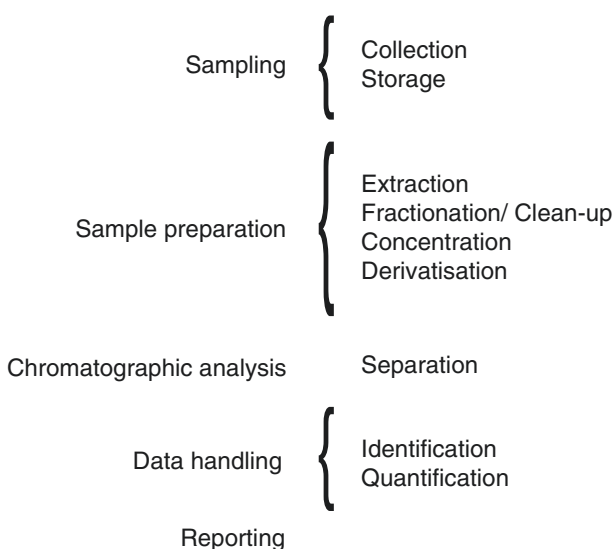 Sampling
Collection
Storage
Sample preparation
Extraction
Fractionation/ Clean-up
Concentration
Derivatisation
Chromatographic analysis
Separation
Data handling
Identification
Quantification
Reporting